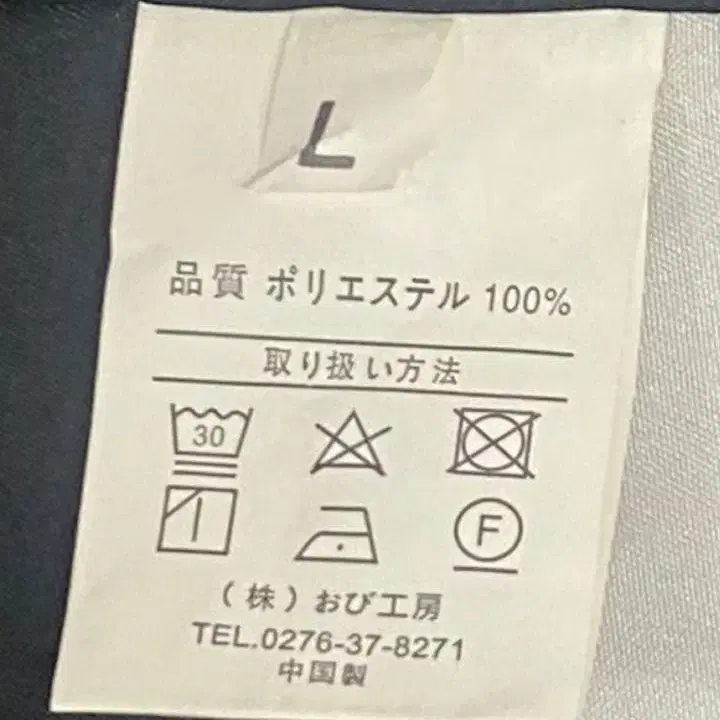 L
品質 ポリエステル 100%
取り扱い方法
30
F
(株)おび工房
TEL.0276-37-8271
中国製